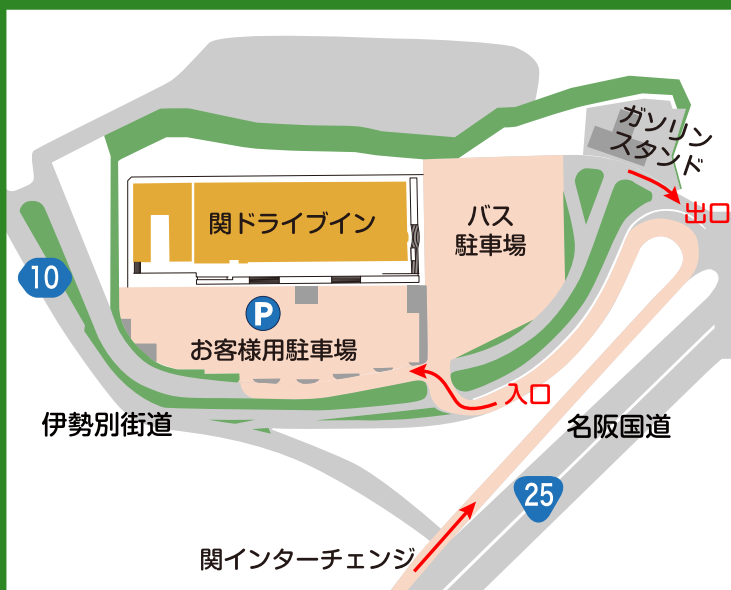 ガソリン
スタンド
出口
関ドライブイン
バス
駐車場
10
P
お客様用駐車場
入口
伊勢別街道
名阪国道
25
関インターチェンジ